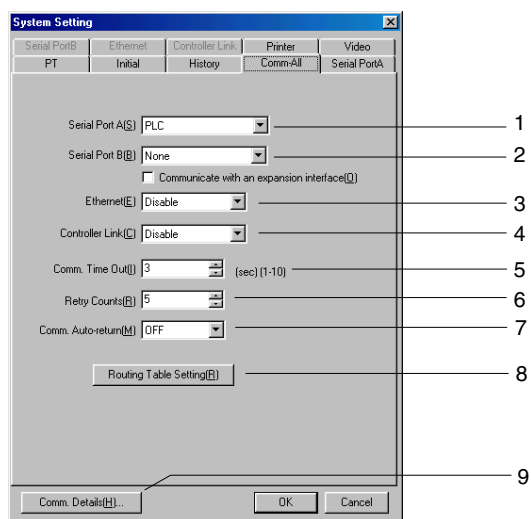 System Setting
Serial PortB Ethernet Controller Link Printer Video
PT Initial History Comm-All Serial PortA
Serial Port A(S) PLC 1
Serial Port B(B) None 2
Communicate with an expansion interface(O)
Ethernet(E) Disable 3
Controller Link(C) Disable 4
Comm. Time Out(I) 3 (sec) (1-10) 5
Retry Counts(R) 5 6
Comm. Auto-return(M) OFF 7
Routing Table Setting(R) 8
9
Comm. Details(H)... OK Cancel